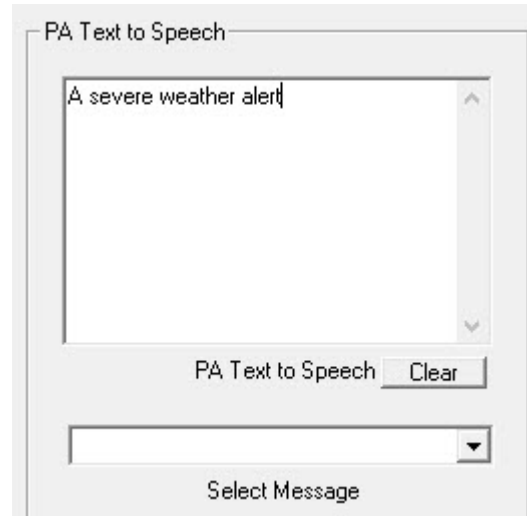 PA Text to Speech
A severe weather alert
PA Text to Speech Clear
Select Message